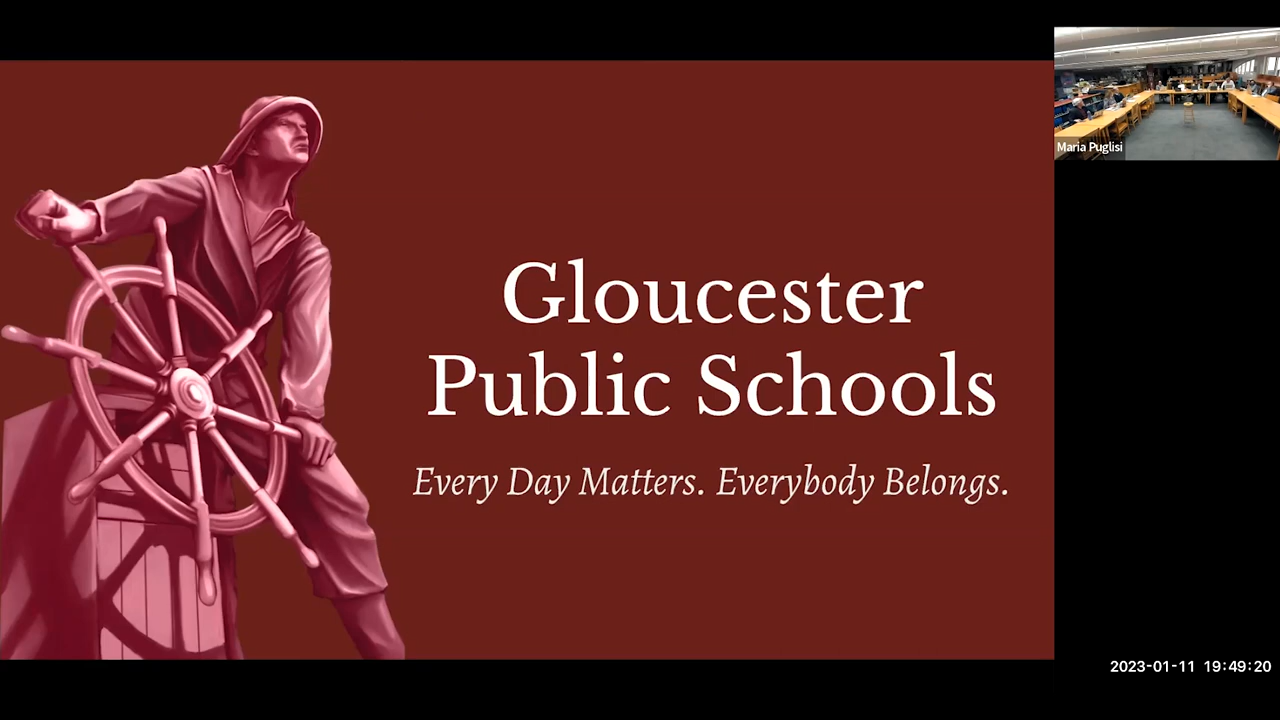 Gloucester
Public Schools
Every Day Matters. Everybody Belongs.
Maria Puglisi
2023-01-11 19:49:20